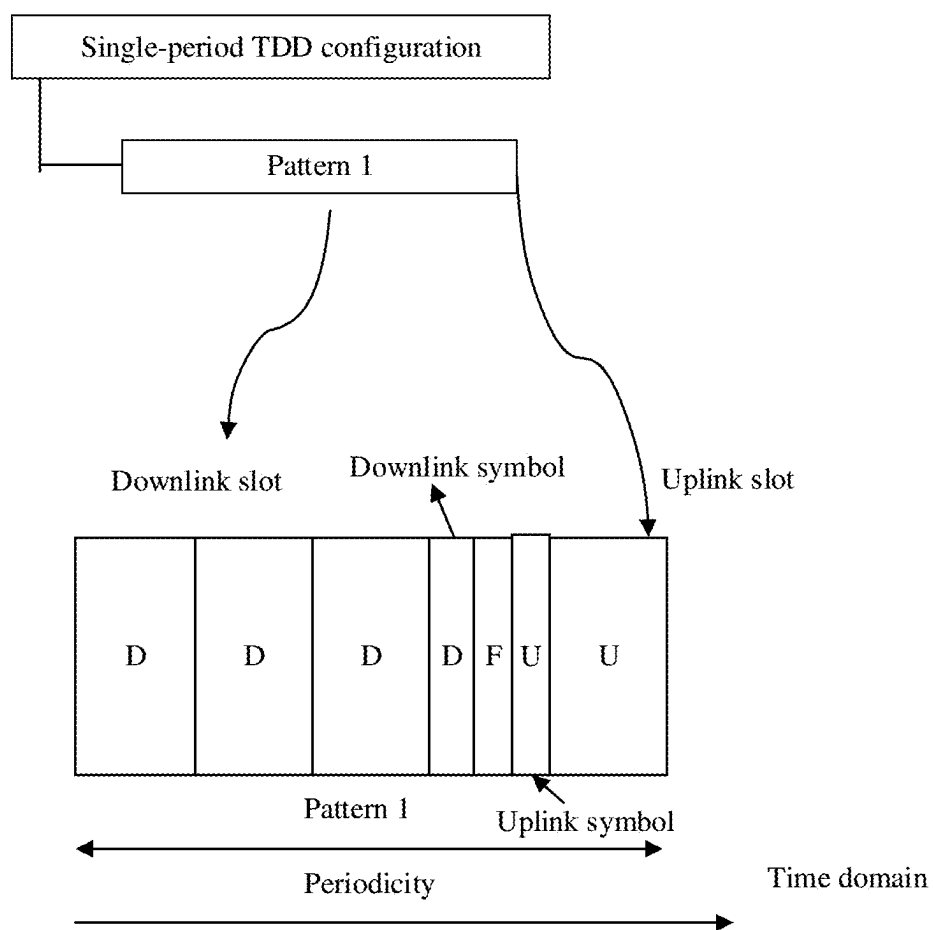 Single-period TDD configuration
Pattern 1
Downlink slot
Downlink symbol
Uplink slot
D D D D F U U
Pattern 1
Uplink symbol
Periodicity
Time domain